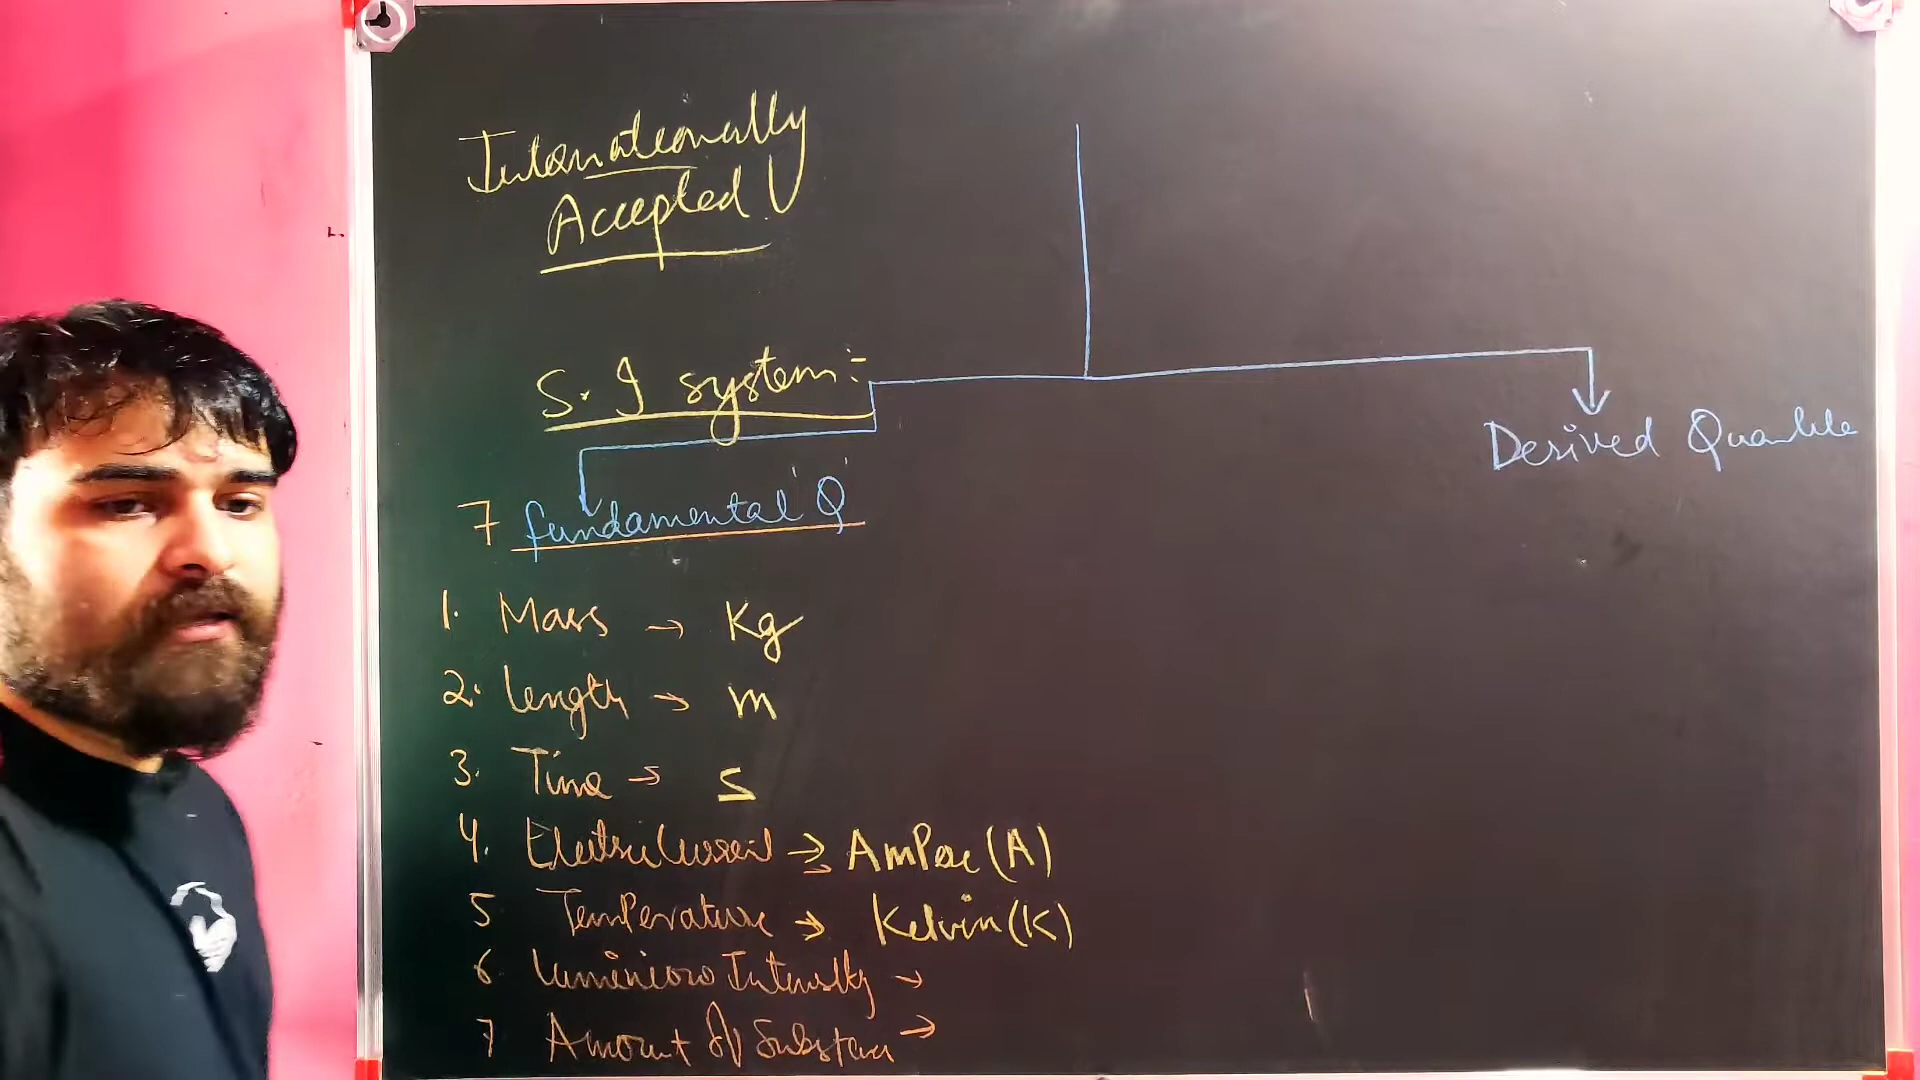 Internationally
Accepted U
S.I system:-
7 fundamental 'Q'
Derived Quantite
1. Mass → Kg
2. length → m
3. Time → s
4. Electric Current → Ampere (A)
5 Temperature → Kelvin (K)
6 Luminious Intensity →
7 Amount of Substance →